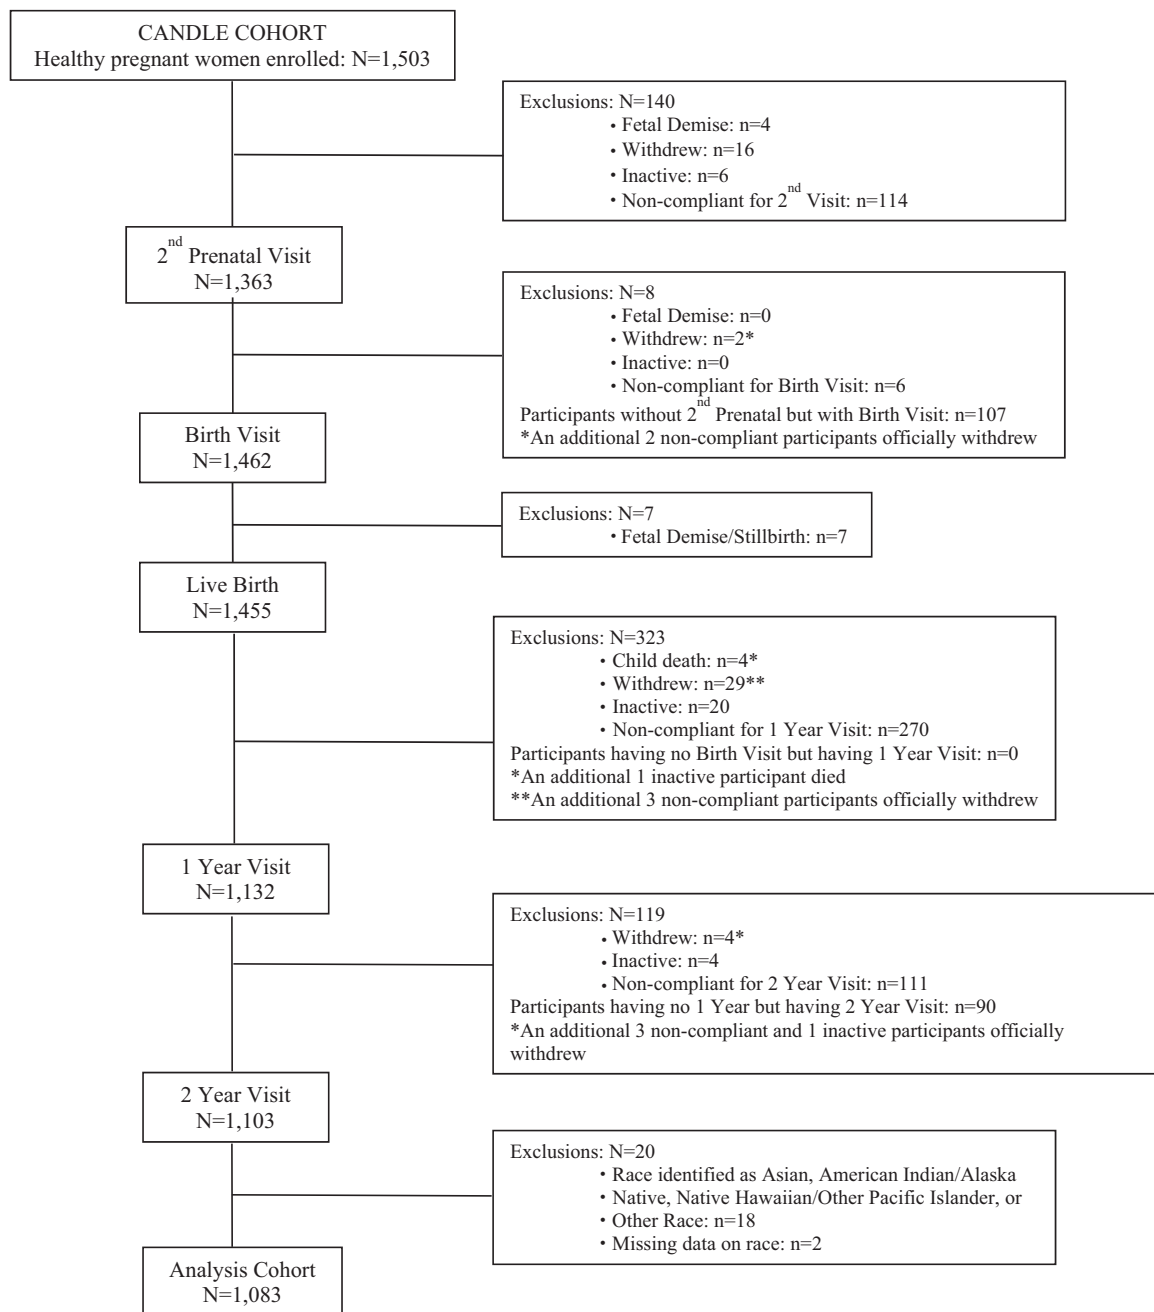 CANDLE COHORT
Healthy pregnant women enrolled: N=1,503
Exclusions: N=140
• Fetal Demise: n=4
• Withdrew: n=16
• Inactive: n=6
• Non-compliant for 2nd Visit: n=114
2nd Prenatal Visit
N=1,363
Exclusions: N=8
• Fetal Demise: n=0
• Withdrew: n=2*
• Inactive: n=0
• Non-compliant for Birth Visit: n=6
Participants without 2nd Prenatal but with Birth Visit: n=107
*An additional 2 non-compliant participants officially withdrew
Birth Visit
N=1,462
Exclusions: N=7
• Fetal Demise/Stillbirth: n=7
Live Birth
N=1,455
Exclusions: N=323
• Child death: n=4*
• Withdrew: n=29**
• Inactive: n=20
• Non-compliant for 1 Year Visit: n=270
Participants having no Birth Visit but having 1 Year Visit: n=0
*An additional 1 inactive participant died
**An additional 3 non-compliant participants officially withdrew
1 Year Visit
N=1,132
Exclusions: N=119
• Withdrew: n=4*
• Inactive: n=4
• Non-compliant for 2 Year Visit: n=111
Participants having no 1 Year but having 2 Year Visit: n=90
*An additional 3 non-compliant and 1 inactive participants officially
withdrew
2 Year Visit
N=1,103
Exclusions: N=20
• Race identified as Asian, American Indian/Alaska
• Native, Native Hawaiian/Other Pacific Islander, or
• Other Race: n=18
• Missing data on race: n=2
Analysis Cohort
N=1,083